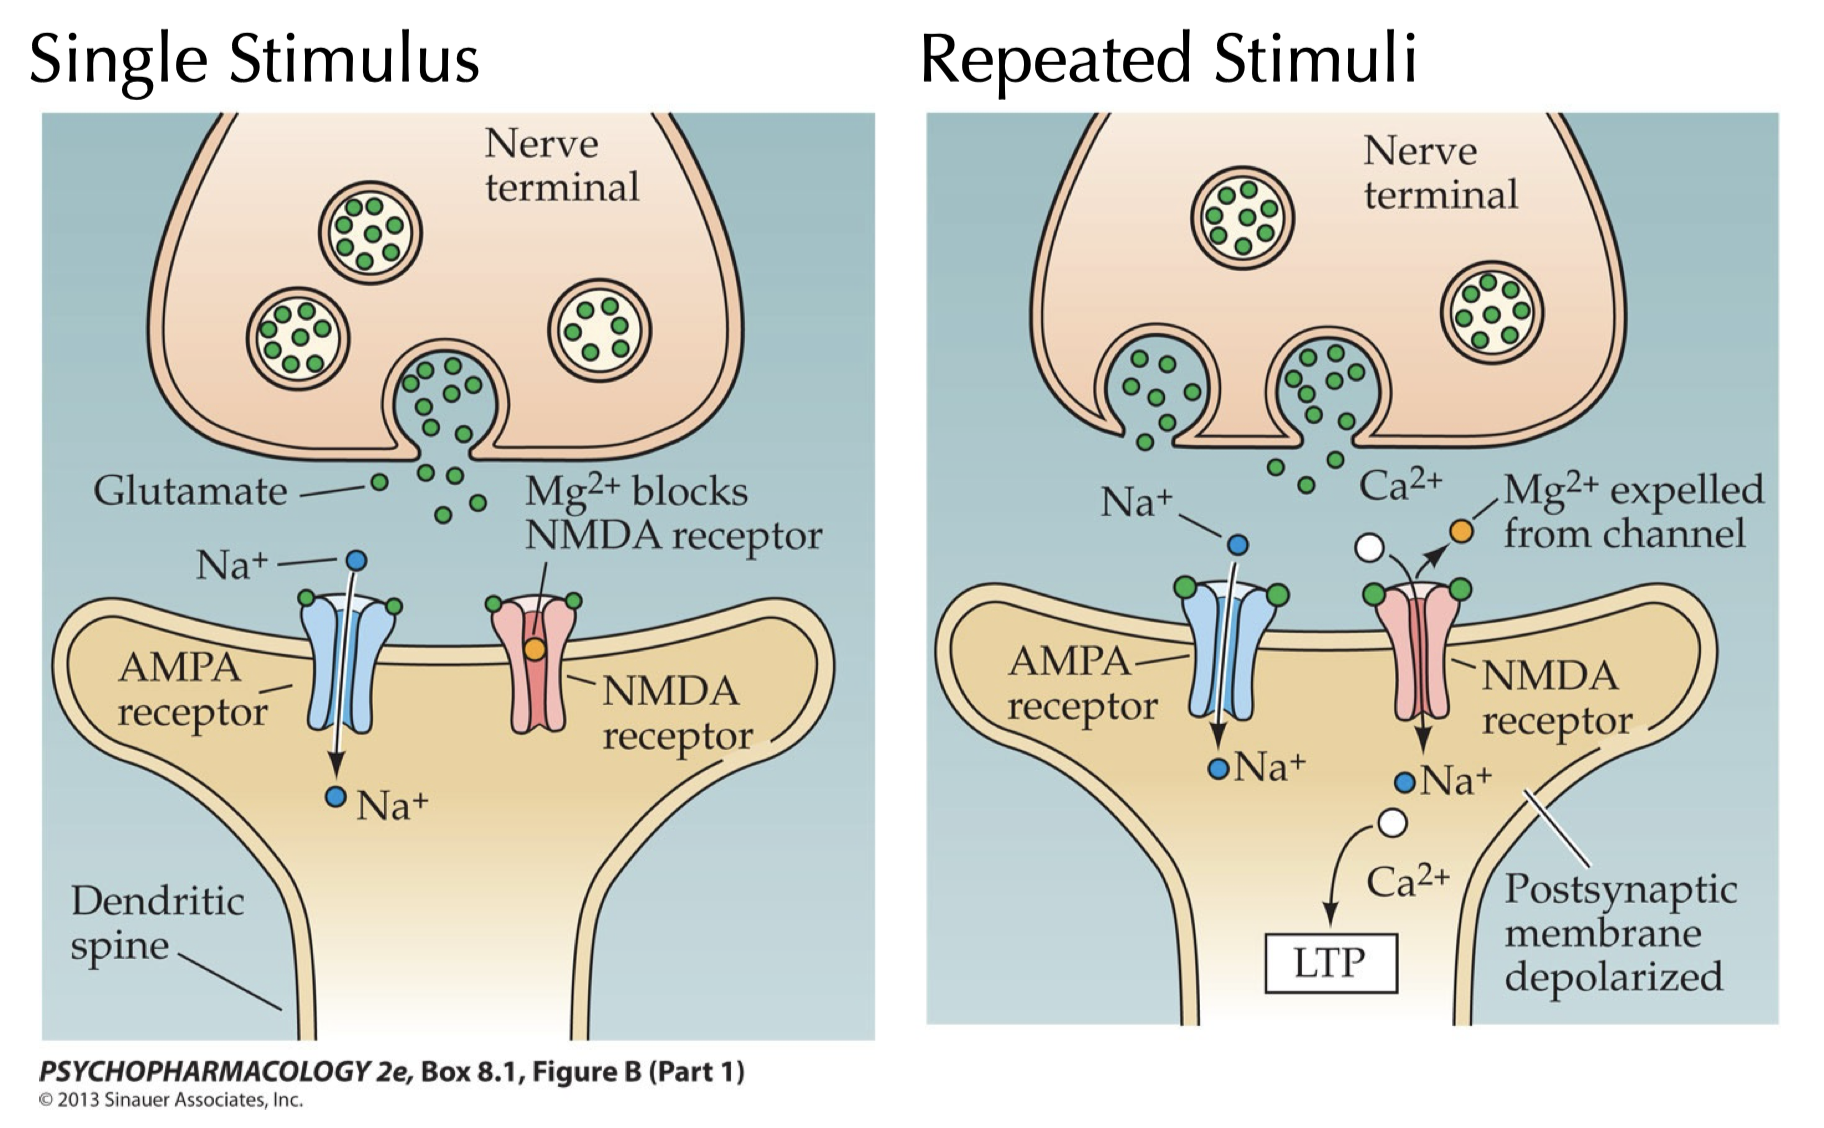 Single Stimulus
Nerve
terminal
Glutamate
Mg2+ blocks
NMDA receptor
Na+
AMPA
receptor
NMDA
receptor
Na+
Dendritic
spine
PSYCHOPHARMACOLOGY 2e, Box 8.1, Figure B (Part 1)
© 2013 Sinauer Associates, Inc.
Repeated Stimuli
Nerve
terminal
Na+
Ca2+
Mg2+ expelled
from channel
AMPA
receptor
NMDA
receptor
Na+
Na+
Ca2+
LTP
Postsynaptic
membrane
depolarized